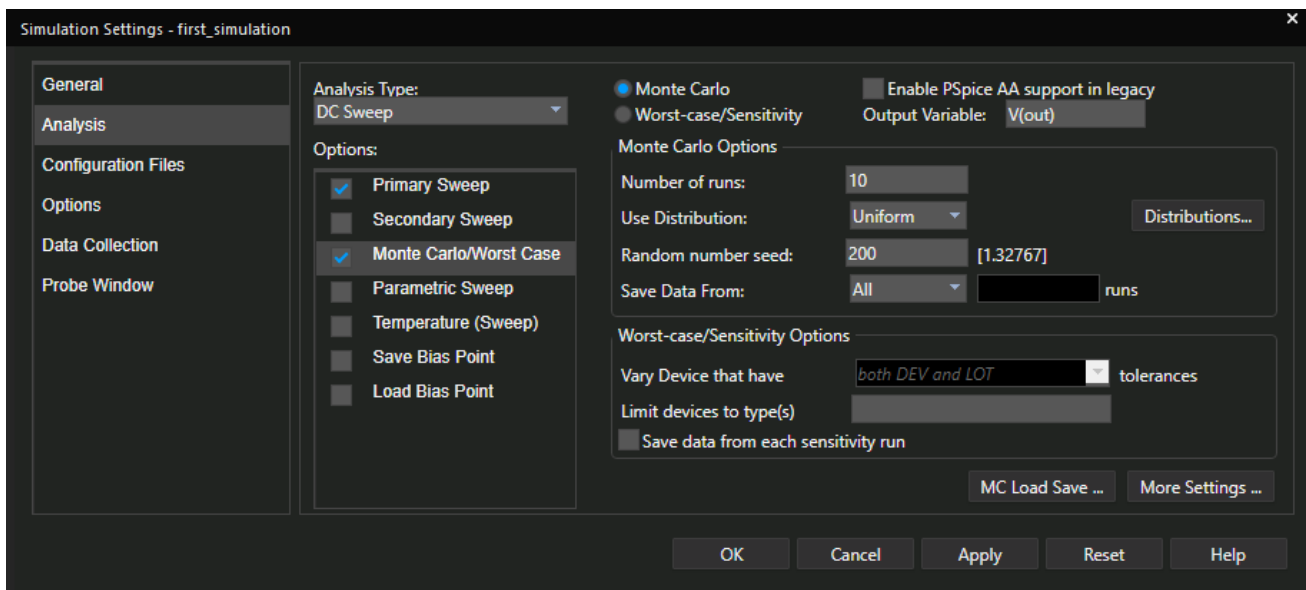 Simulation Settings - first_simulation
×
General
Analysis
Configuration Files
Options
Data Collection
Probe Window
Analysis Type:
DC Sweep
Options:
Primary Sweep
Secondary Sweep
Monte Carlo/Worst Case
Parametric Sweep
Temperature (Sweep)
Save Bias Point
Load Bias Point
Monte Carlo
Worst-case/Sensitivity
Enable PSpice AA support in legacy
Output Variable: V(out)
Monte Carlo Options
Number of runs: 10
Use Distribution: Uniform Distributions...
Random number seed: 200 [1.32767]
Save Data From: All runs
Worst-case/Sensitivity Options
Vary Device that have both DEV and LOT tolerances
Limit devices to type(s)
Save data from each sensitivity run
MC Load Save ... More Settings ...
OK Cancel Apply Reset Help